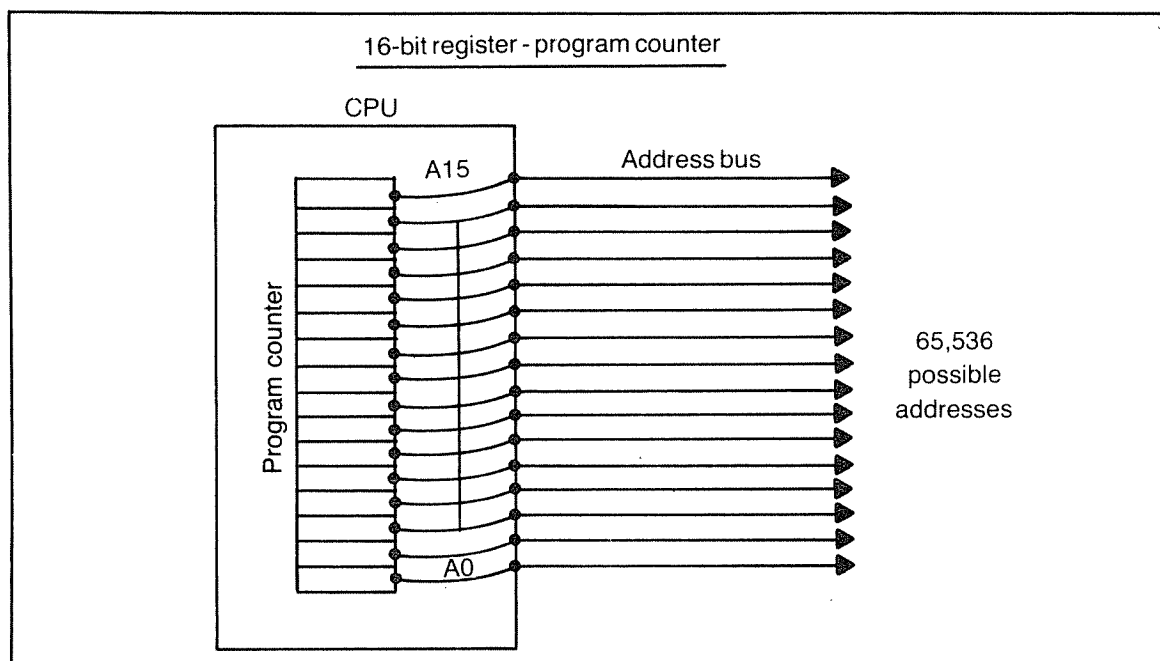 16-bit register - program counter
CPU
A15
Address bus
Program counter
65,536
possible
addresses
A0